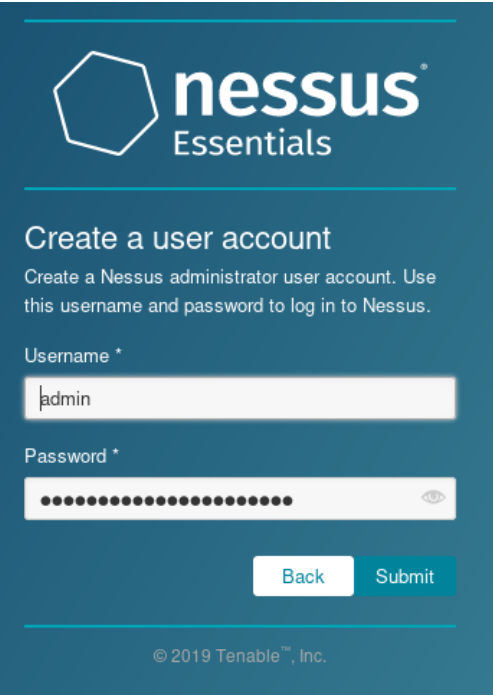 nessus®
Essentials
Create a user account
Create a Nessus administrator user account. Use
this username and password to log in to Nessus.
Username *
admin
Password *
●●●●●●●●●●●●●●●●●●●●●●
Back Submit
© 2019 Tenable™, Inc.